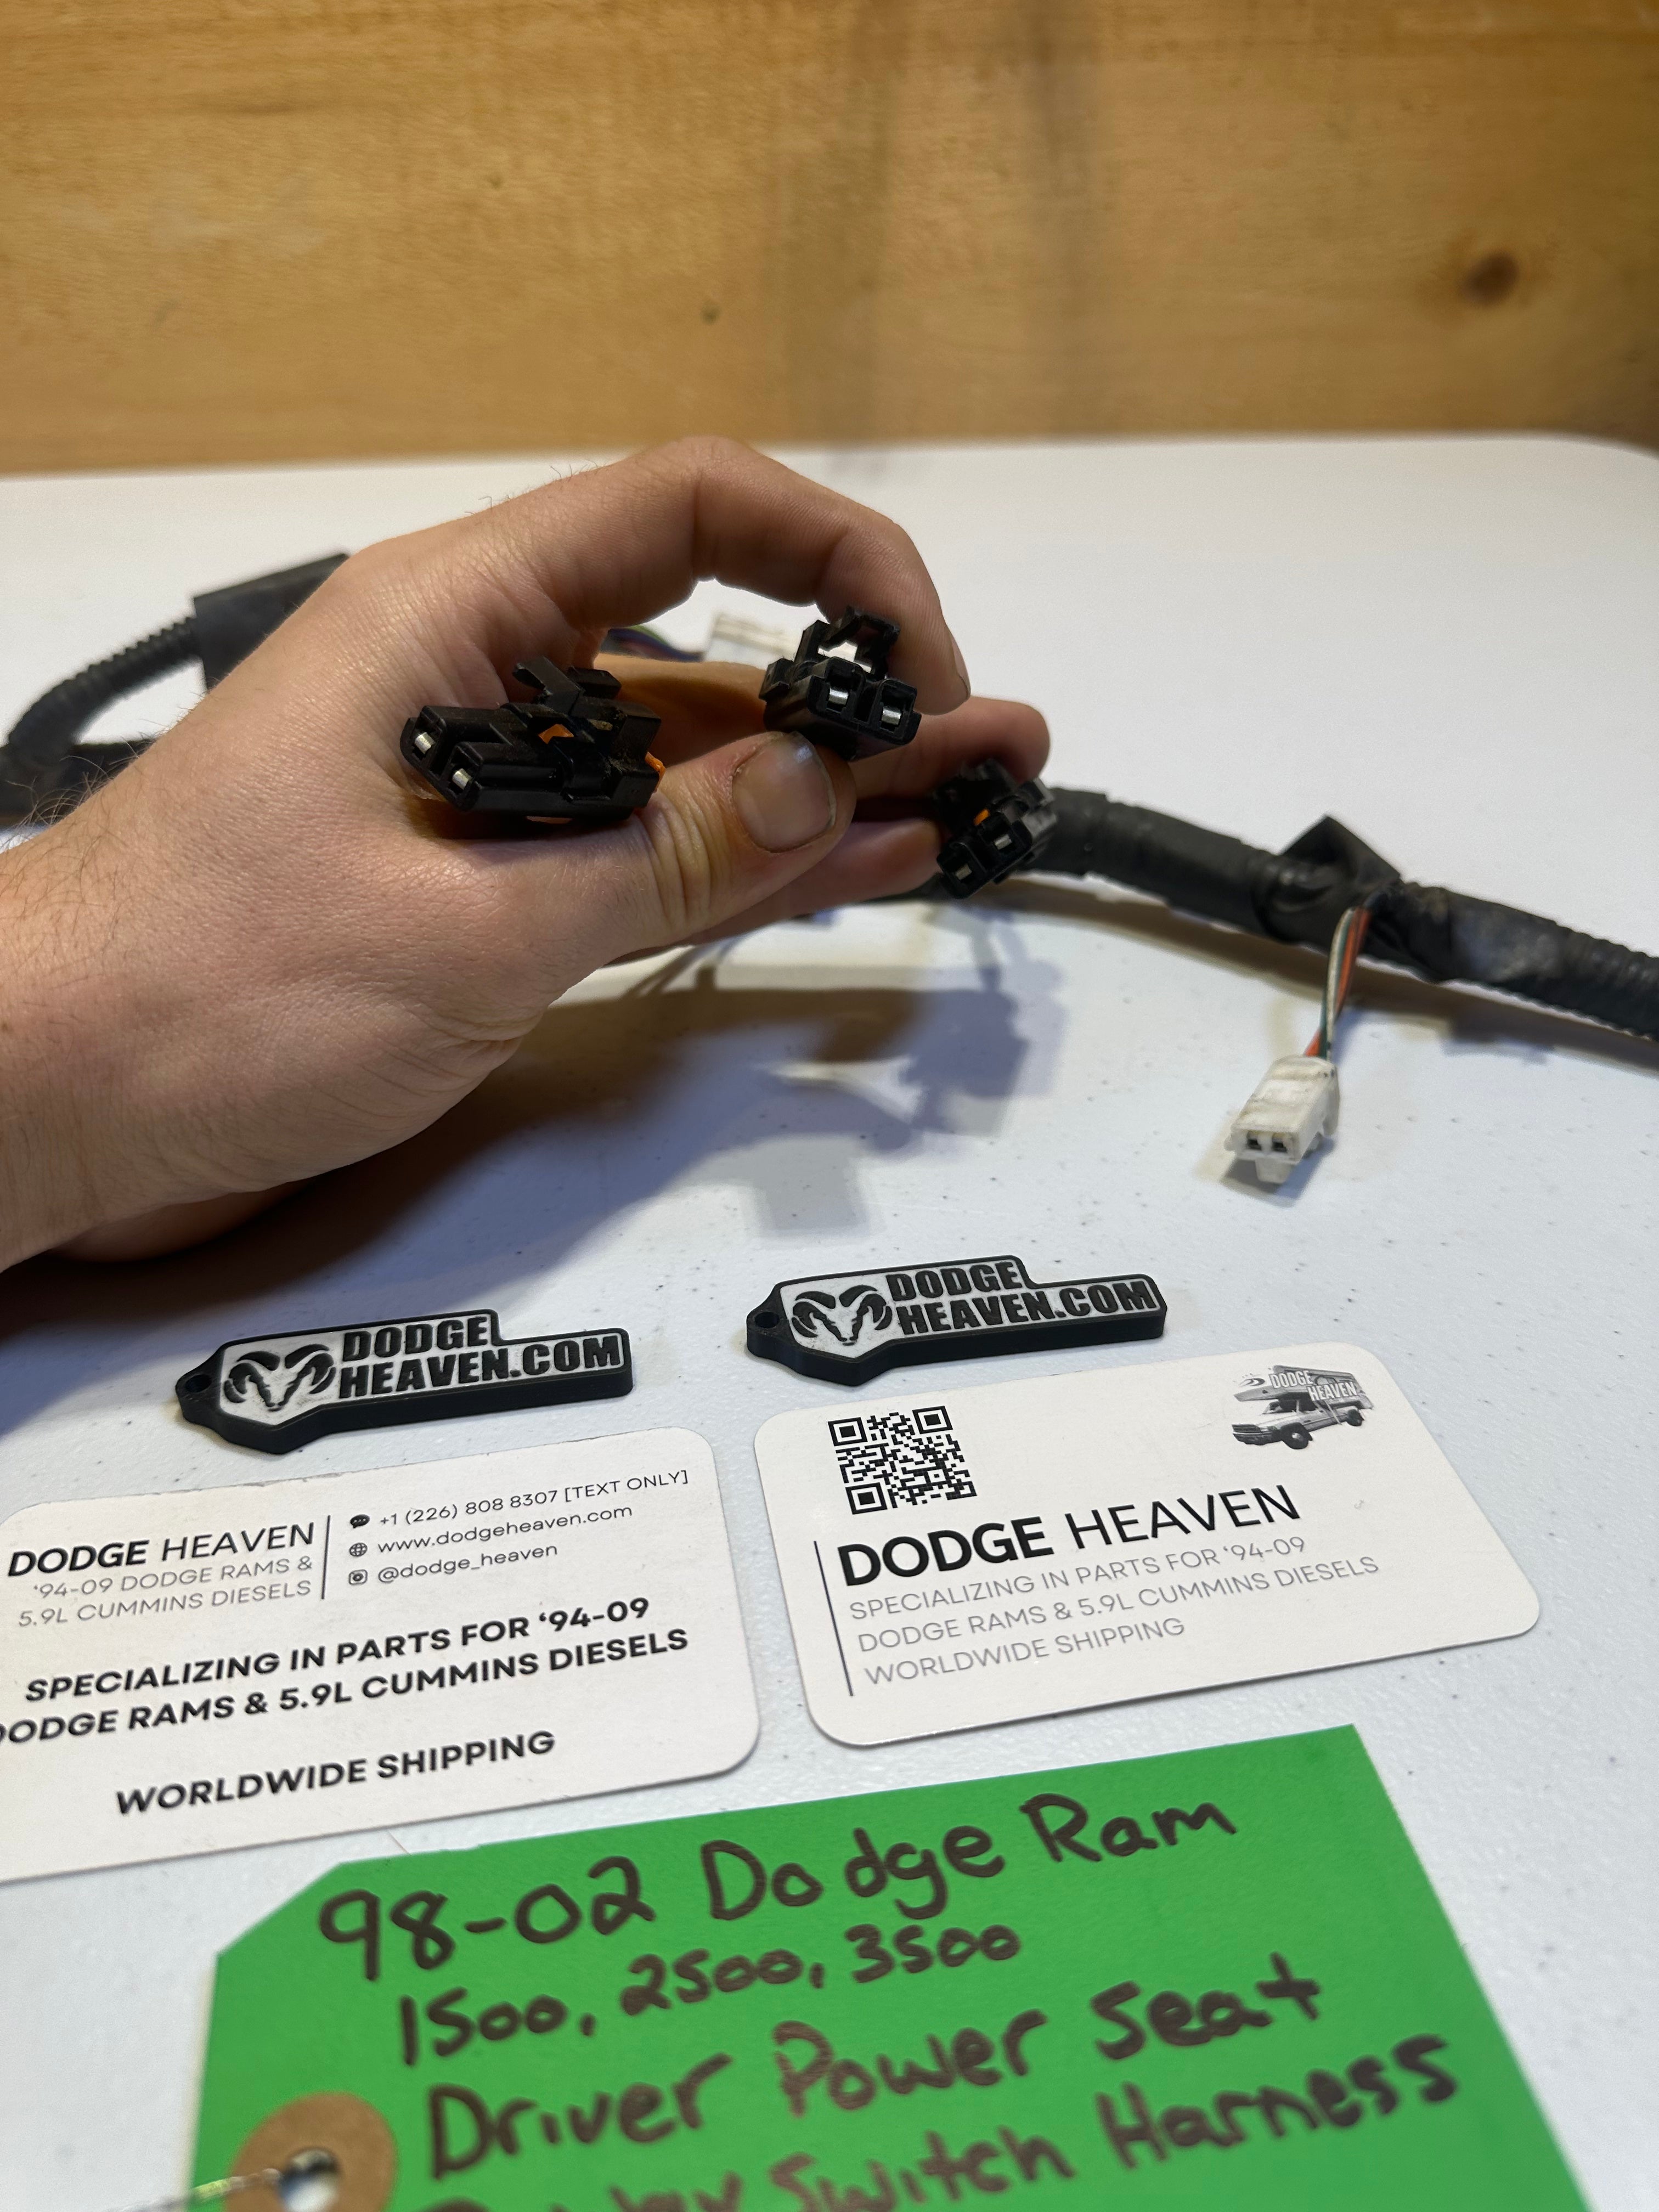 DODGE
HEAVEN.COM
DODGE
HEAVEN.COM
DODGE HEAVEN
'94-09 DODGE RAMS &
5.9L CUMMINS DIESELS
+1 (226) 808 8307 [TEXT ONLY]
www.dodgeheaven.com
@dodge_heaven
SPECIALIZING IN PARTS FOR '94-09
DODGE RAMS & 5.9L CUMMINS DIESELS
WORLDWIDE SHIPPING
DODGE
HEAVEN
DODGE HEAVEN
SPECIALIZING IN PARTS FOR '94-09
DODGE RAMS & 5.9L CUMMINS DIESELS
WORLDWIDE SHIPPING
98-02 Dodge Ram
1500, 2500, 3500
Driver Power Seat
Switch Harness